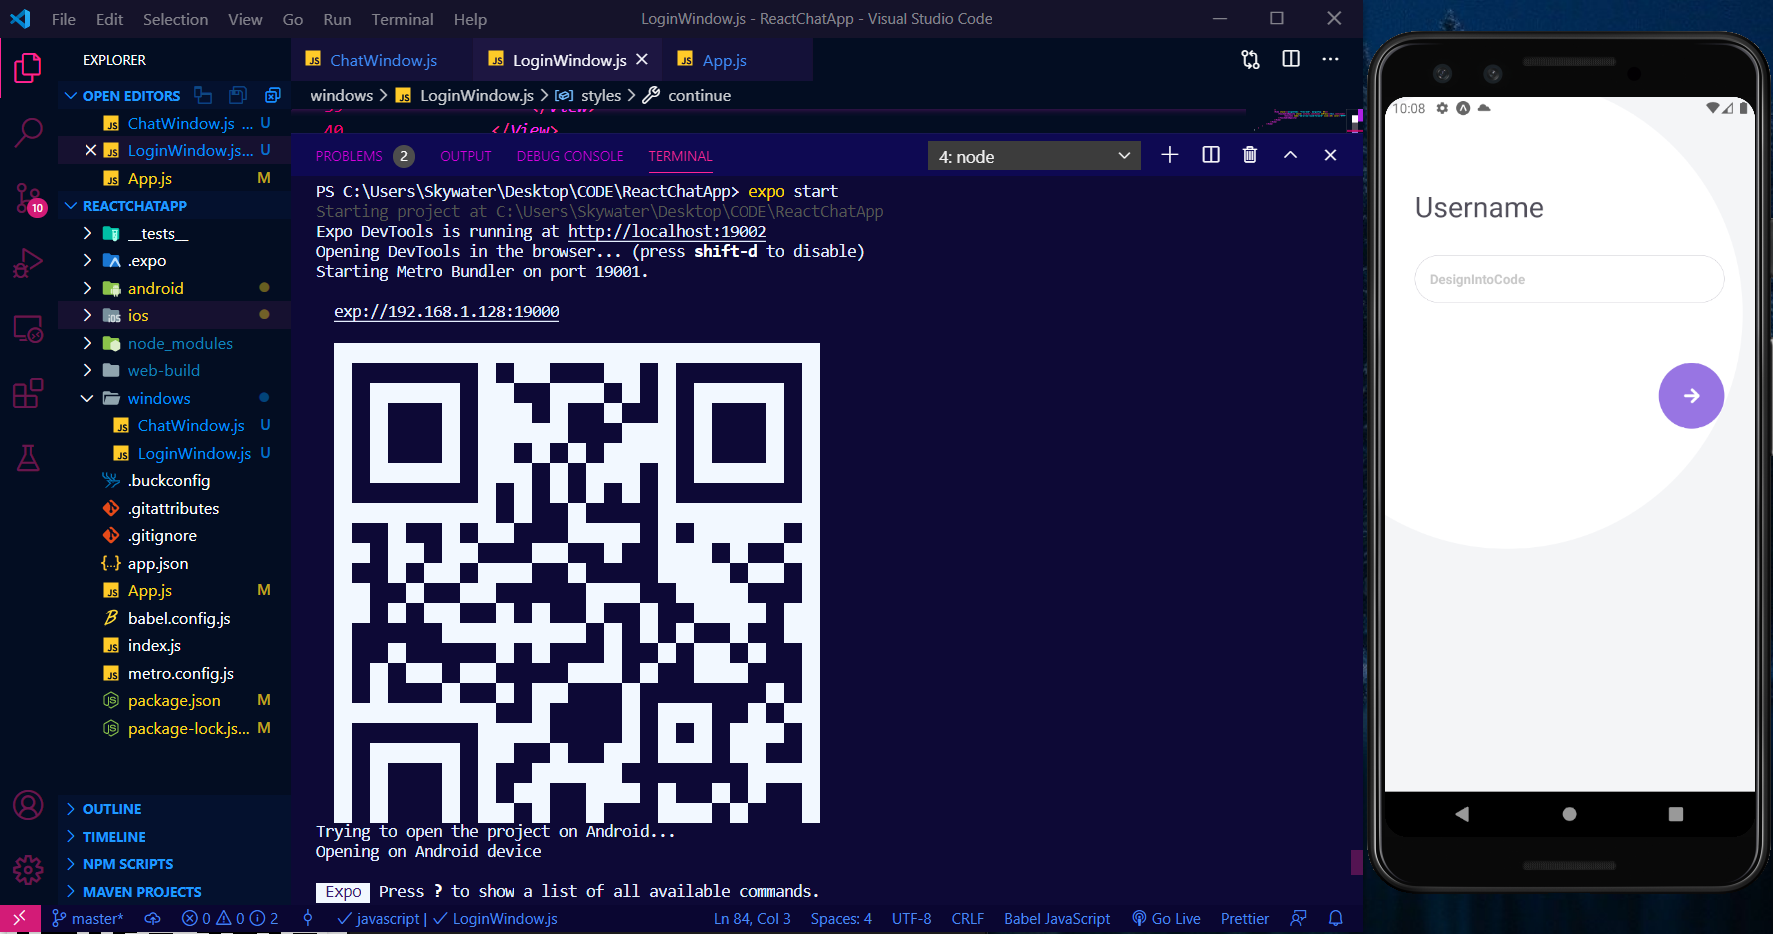 File Edit Selection View Go Run Terminal Help
LoginWindow.js - ReactChatApp - Visual Studio Code
EXPLORER
OPEN EDITORS
ChatWindow.js ... U
LoginWindow.js... U
App.js M
REACTCHATAPP
__tests__
.expo
android
ios
node_modules
web-build
windows
ChatWindow.js U
LoginWindow.js U
.buckconfig
.gitattributes
.gitignore
app.json
App.js M
babel.config.js
index.js
metro.config.js
package.json M
package-lock.js... M
OUTLINE
TIMELINE
NPM SCRIPTS
MAVEN PROJECTS
10
ChatWindow.js LoginWindow.js App.js
windows > LoginWindow.js > styles > continue
40 </View>
PROBLEMS 2 OUTPUT DEBUG CONSOLE TERMINAL 4: node
PS C:\Users\Skywater\Desktop\CODE\ReactChatApp> expo start
Starting project at C:\Users\Skywater\Desktop\CODE\ReactChatApp
Expo DevTools is running at http://localhost:19002
Opening DevTools in the browser... (press shift-d to disable)
Starting Metro Bundler on port 19001.
exp://192.168.1.128:19000
Trying to open the project on Android...
Opening on Android device
Expo Press ? to show a list of all available commands.
master* 0 0 2 javascript | LoginWindow.js Ln 84, Col 3 Spaces: 4 UTF-8 CRLF Babel JavaScript Go Live Prettier
10:08
Username
DesignIntoCode